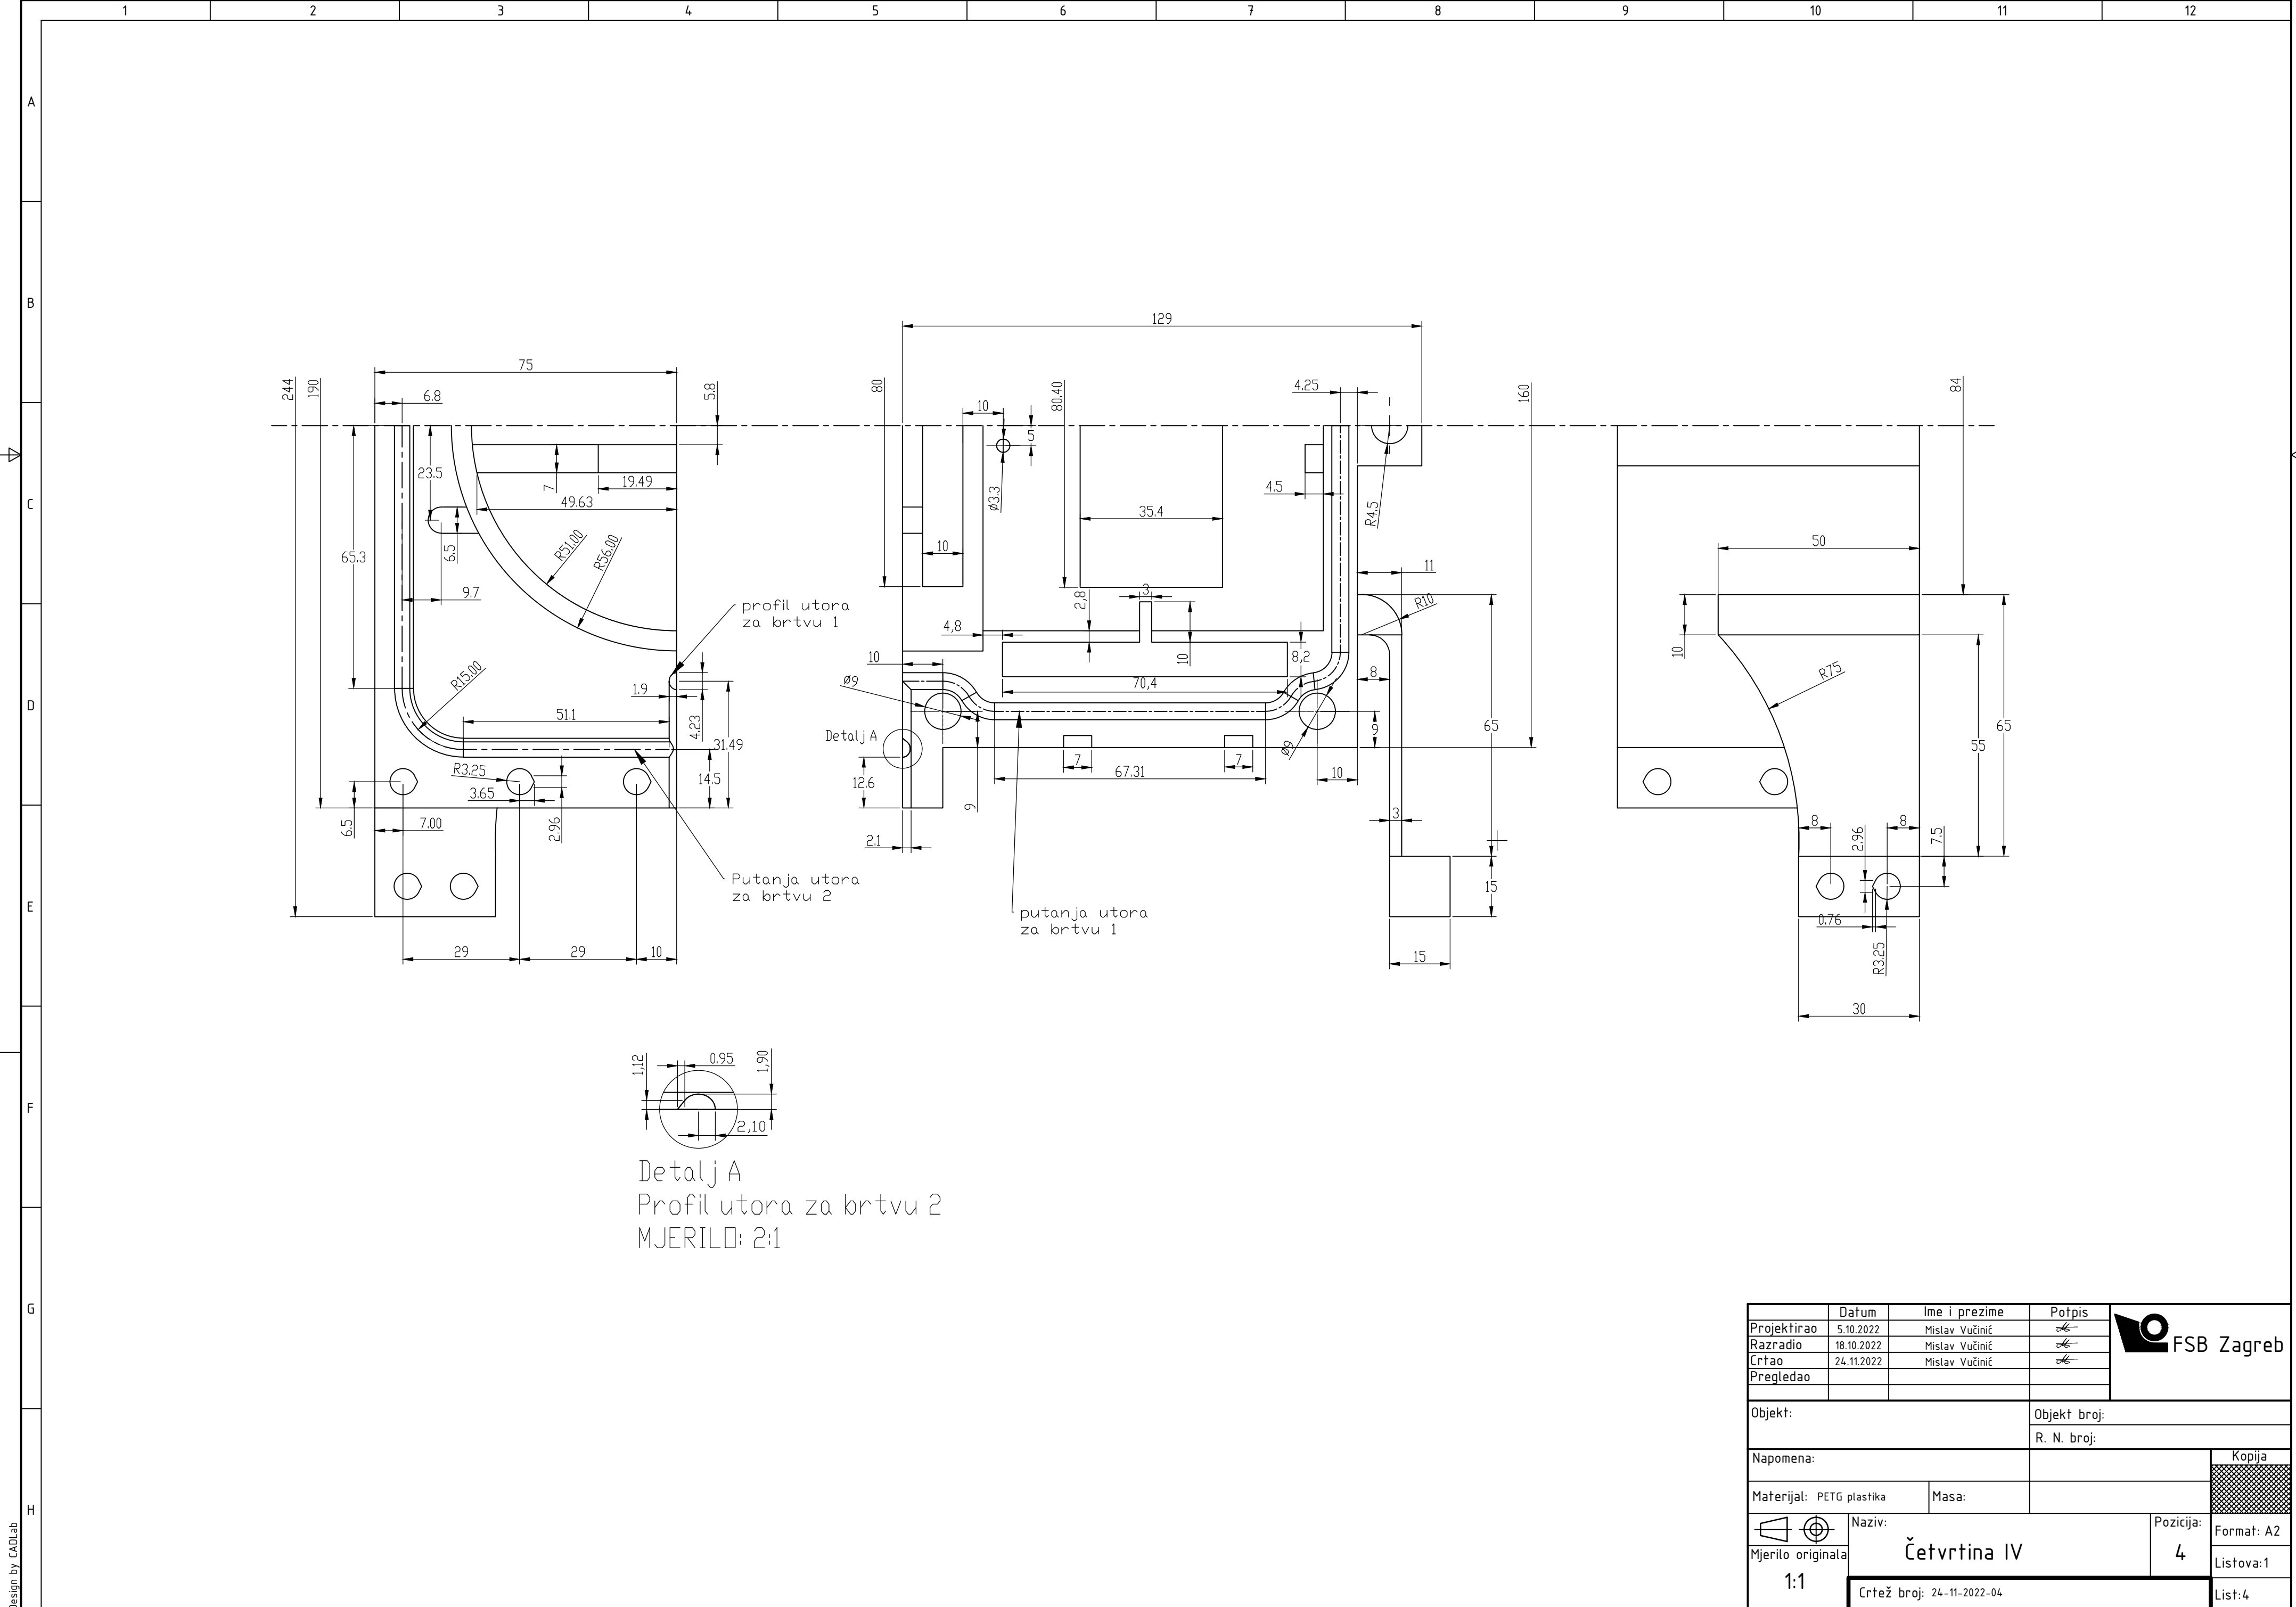 1 2 3 4 5 6 7 8 9 10 11 12
A
B
C
D
E
F
G
H
129
75
6.8
244
190
5.8
80
10
80.40
4.25
160
84
5
23.5
7
19.49
49.63
Ø3.3
4.5
R4.5
35.4
50
6.5
R51.00
R56.00
65.3
10
11
9.7
profil utora
za brtvu 1
2,8
3
R10
4,8
10
8,2
10
10
R15.00
Ø9
70,4
8
R75
1.9
51.1
4.23
31.49
Detalj A
9
65
55
65
R3.25
3.65
14.5
12.6
7
7
Ø9
67.31
10
6.5
7.00
2.96
9
2.1
3
8
2.96
8
7.5
Putanja utora
za brtvu 2
putanja utora
za brtvu 1
15
0.76
R3.25
29
29
10
15
30
1,12
0.95
1,90
2,10
Detalj A
Profil utora za brtvu 2
MJERILO: 2:1
Datum Ime i prezime Potpis
Projektirao 5.10.2022 Mislav Vučinić
Razradio 18.10.2022 Mislav Vučinić
Crtao 24.11.2022 Mislav Vučinić
Pregledao
FSB Zagreb
Objekt:
Objekt broj:
R. N. broj:
Napomena:
Kopija
Materijal: PETG plastika
Masa:
Naziv:
Četvrtina IV
Pozicija:
4
Format: A2
Mjerilo originala
1:1
Listova:1
Crtež broj: 24-11-2022-04
List:4
Design by CADLab